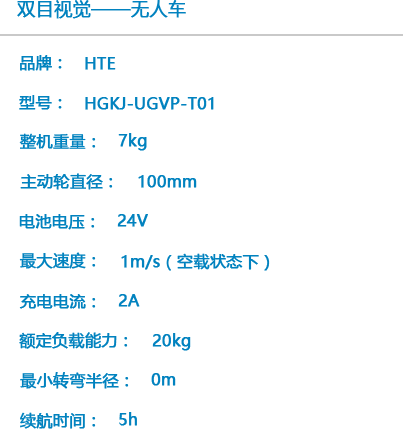 双目视觉——无人车
品牌： HTE
型号： HGKJ-UGVP-T01
整机重量： 7kg
主动轮直径： 100mm
电池电压： 24V
最大速度： 1m/s（空载状态下）
充电电流： 2A
额定负载能力： 20kg
最小转弯半径： 0m
续航时间： 5h